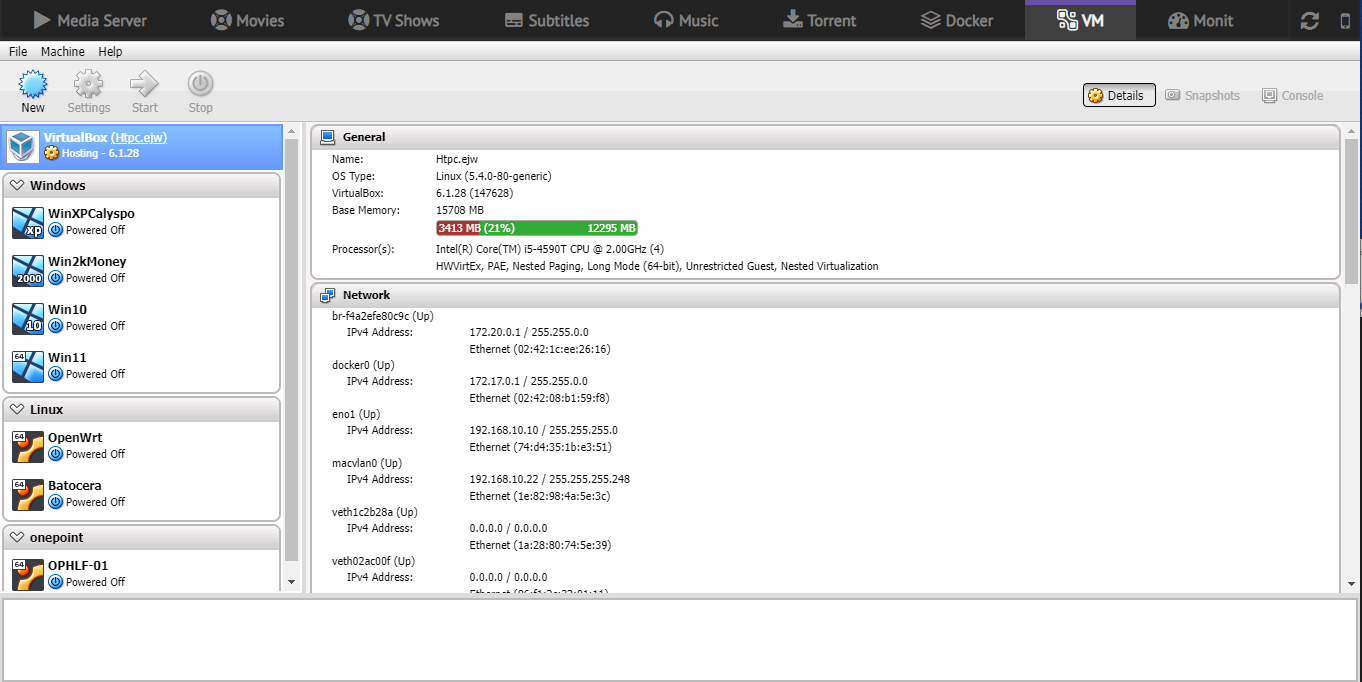 Media Server Movies TV Shows Subtitles Music Torrent Docker VM Monit
File Machine Help
New Settings Start Stop
Details Snapshots Console
VirtualBox (Htpc.ejw)
Hosting - 6.1.28
Windows
xp WinXPCalyspo
Powered Off
2000 Win2kMoney
Powered Off
10 Win10
Powered Off
64 Win11
Powered Off
Linux
64 OpenWrt
Powered Off
64 Batocera
Powered Off
onepoint
64 OPHLF-01
Powered Off
General
Name: Htpc.ejw
OS Type: Linux (5.4.0-80-generic)
VirtualBox: 6.1.28 (147628)
Base Memory: 15708 MB
3413 MB (21%) 12295 MB
Processor(s): Intel(R) Core(TM) i5-4590T CPU @ 2.00GHz (4)
HWVirtEx, PAE, Nested Paging, Long Mode (64-bit), Unrestricted Guest, Nested Virtualization
Network
br-f4a2efe80c9c (Up)
IPv4 Address: 172.20.0.1 / 255.255.0.0
Ethernet (02:42:1c:ee:26:16)
docker0 (Up)
IPv4 Address: 172.17.0.1 / 255.255.0.0
Ethernet (02:42:08:b1:59:f8)
eno1 (Up)
IPv4 Address: 192.168.10.10 / 255.255.255.0
Ethernet (74:d4:35:1b:e3:51)
macvlan0 (Up)
IPv4 Address: 192.168.10.22 / 255.255.255.248
Ethernet (1e:82:98:4a:5e:3c)
veth1c2b28a (Up)
IPv4 Address: 0.0.0.0 / 0.0.0.0
Ethernet (1a:28:80:74:5e:39)
veth02ac00f (Up)
IPv4 Address: 0.0.0.0 / 0.0.0.0
Ethernet